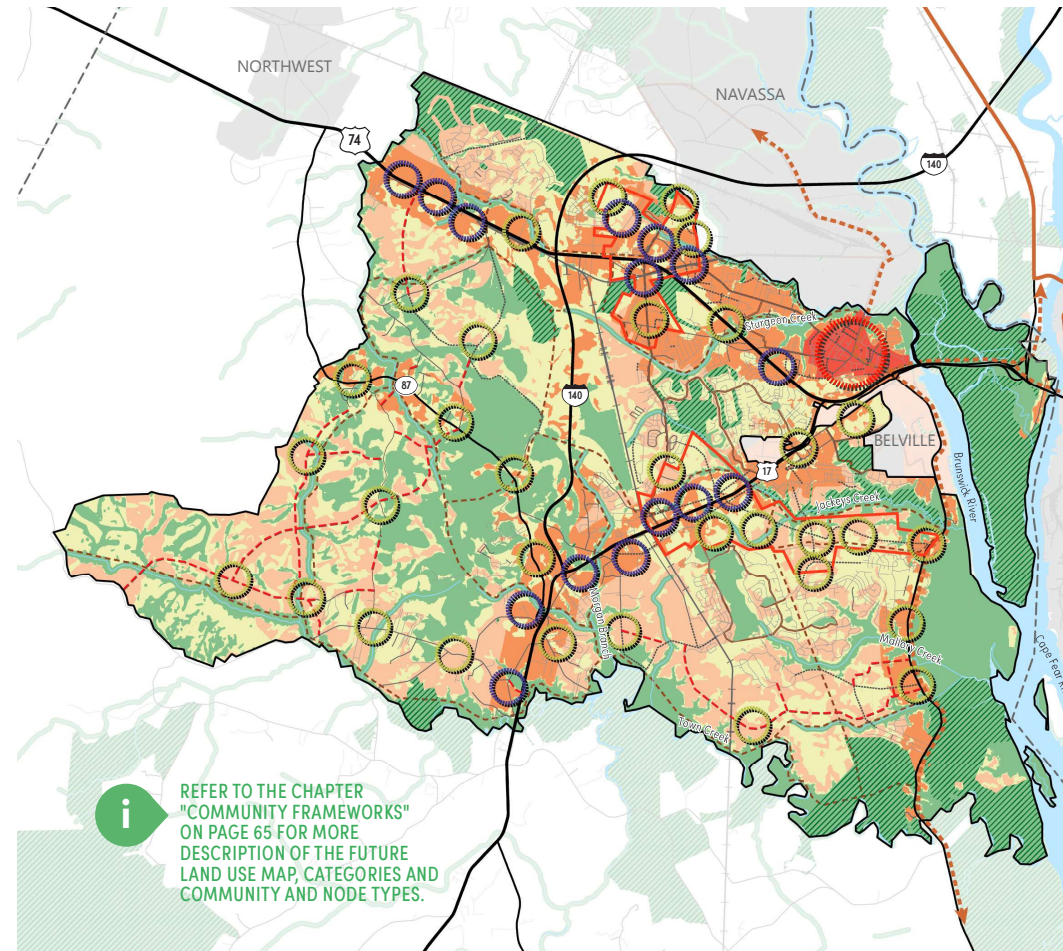 NORTHWEST
NAVASSA
74
140
Sturgeon Creek
87
140
BELVILLE
17
Brunswick River
Jockeys Creek
Morgan Branch
Mallory Creek
Cape Fear R
Town Creek
i
REFER TO THE CHAPTER
"COMMUNITY FRAMEWORKS"
ON PAGE 65 FOR MORE
DESCRIPTION OF THE FUTURE
LAND USE MAP, CATEGORIES AND
COMMUNITY AND NODE TYPES.